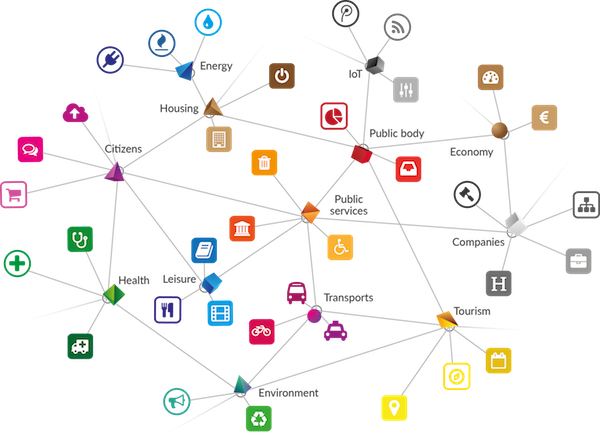 Energy
IoT
Housing
Public body
Citizens
Economy
Public
services
Companies
Health
Leisure
H
Transports
Tourism
Environment
€